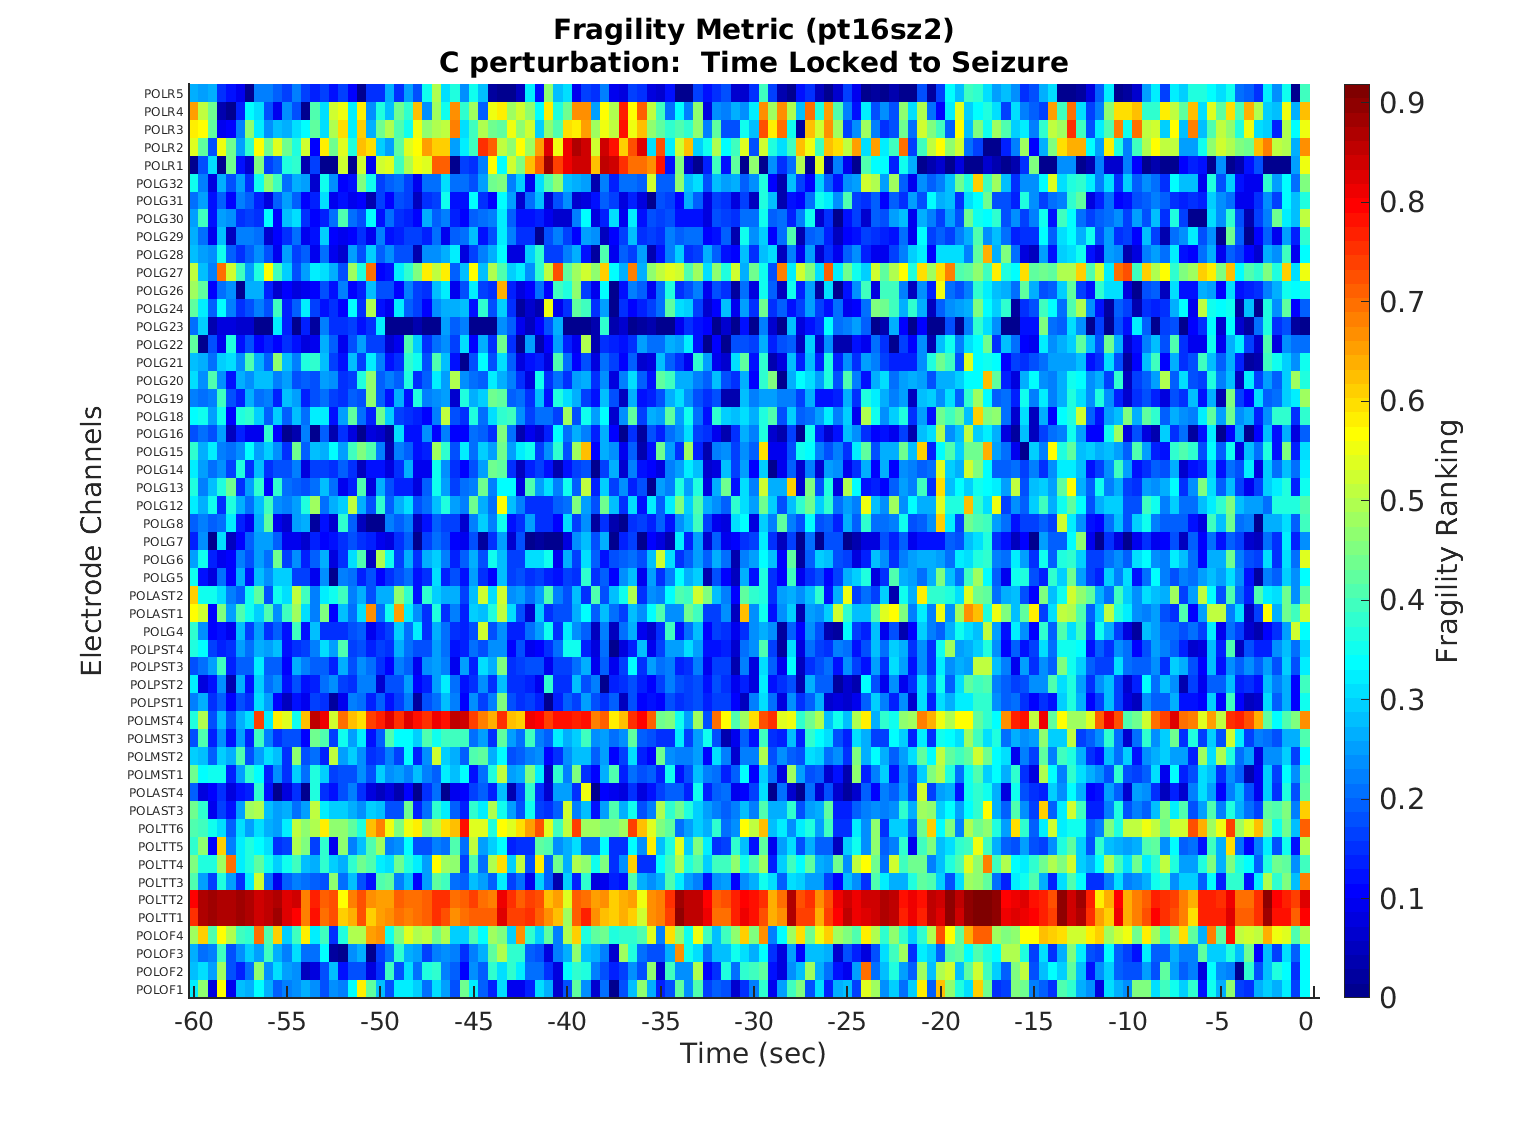 Fragility Metric (pt16sz2)
C perturbation:  Time Locked to Seizure
POLR5
POLR4
POLR3
POLR2
POLR1
POLG32
POLG31
POLG30
POLG29
POLG28
POLG27
POLG26
POLG24
POLG23
POLG22
POLG21
POLG20
POLG19
POLG18
POLG16
POLG15
POLG14
POLG13
POLG12
POLG8
POLG7
POLG6
POLG5
POLAST2
POLAST1
POLG4
POLPST4
POLPST3
POLPST2
POLPST1
POLMST4
POLMST3
POLMST2
POLMST1
POLAST4
POLAST3
POLTT6
POLTT5
POLTT4
POLTT3
POLTT2
POLTT1
POLOF4
POLOF3
POLOF2
POLOF1
Electrode Channels
-60 -55 -50 -45 -40 -35 -30 -25 -20 -15 -10 -5 0
Time (sec)
0.9
0.8
0.7
0.6
0.5
0.4
0.3
0.2
0.1
0
Fragility Ranking